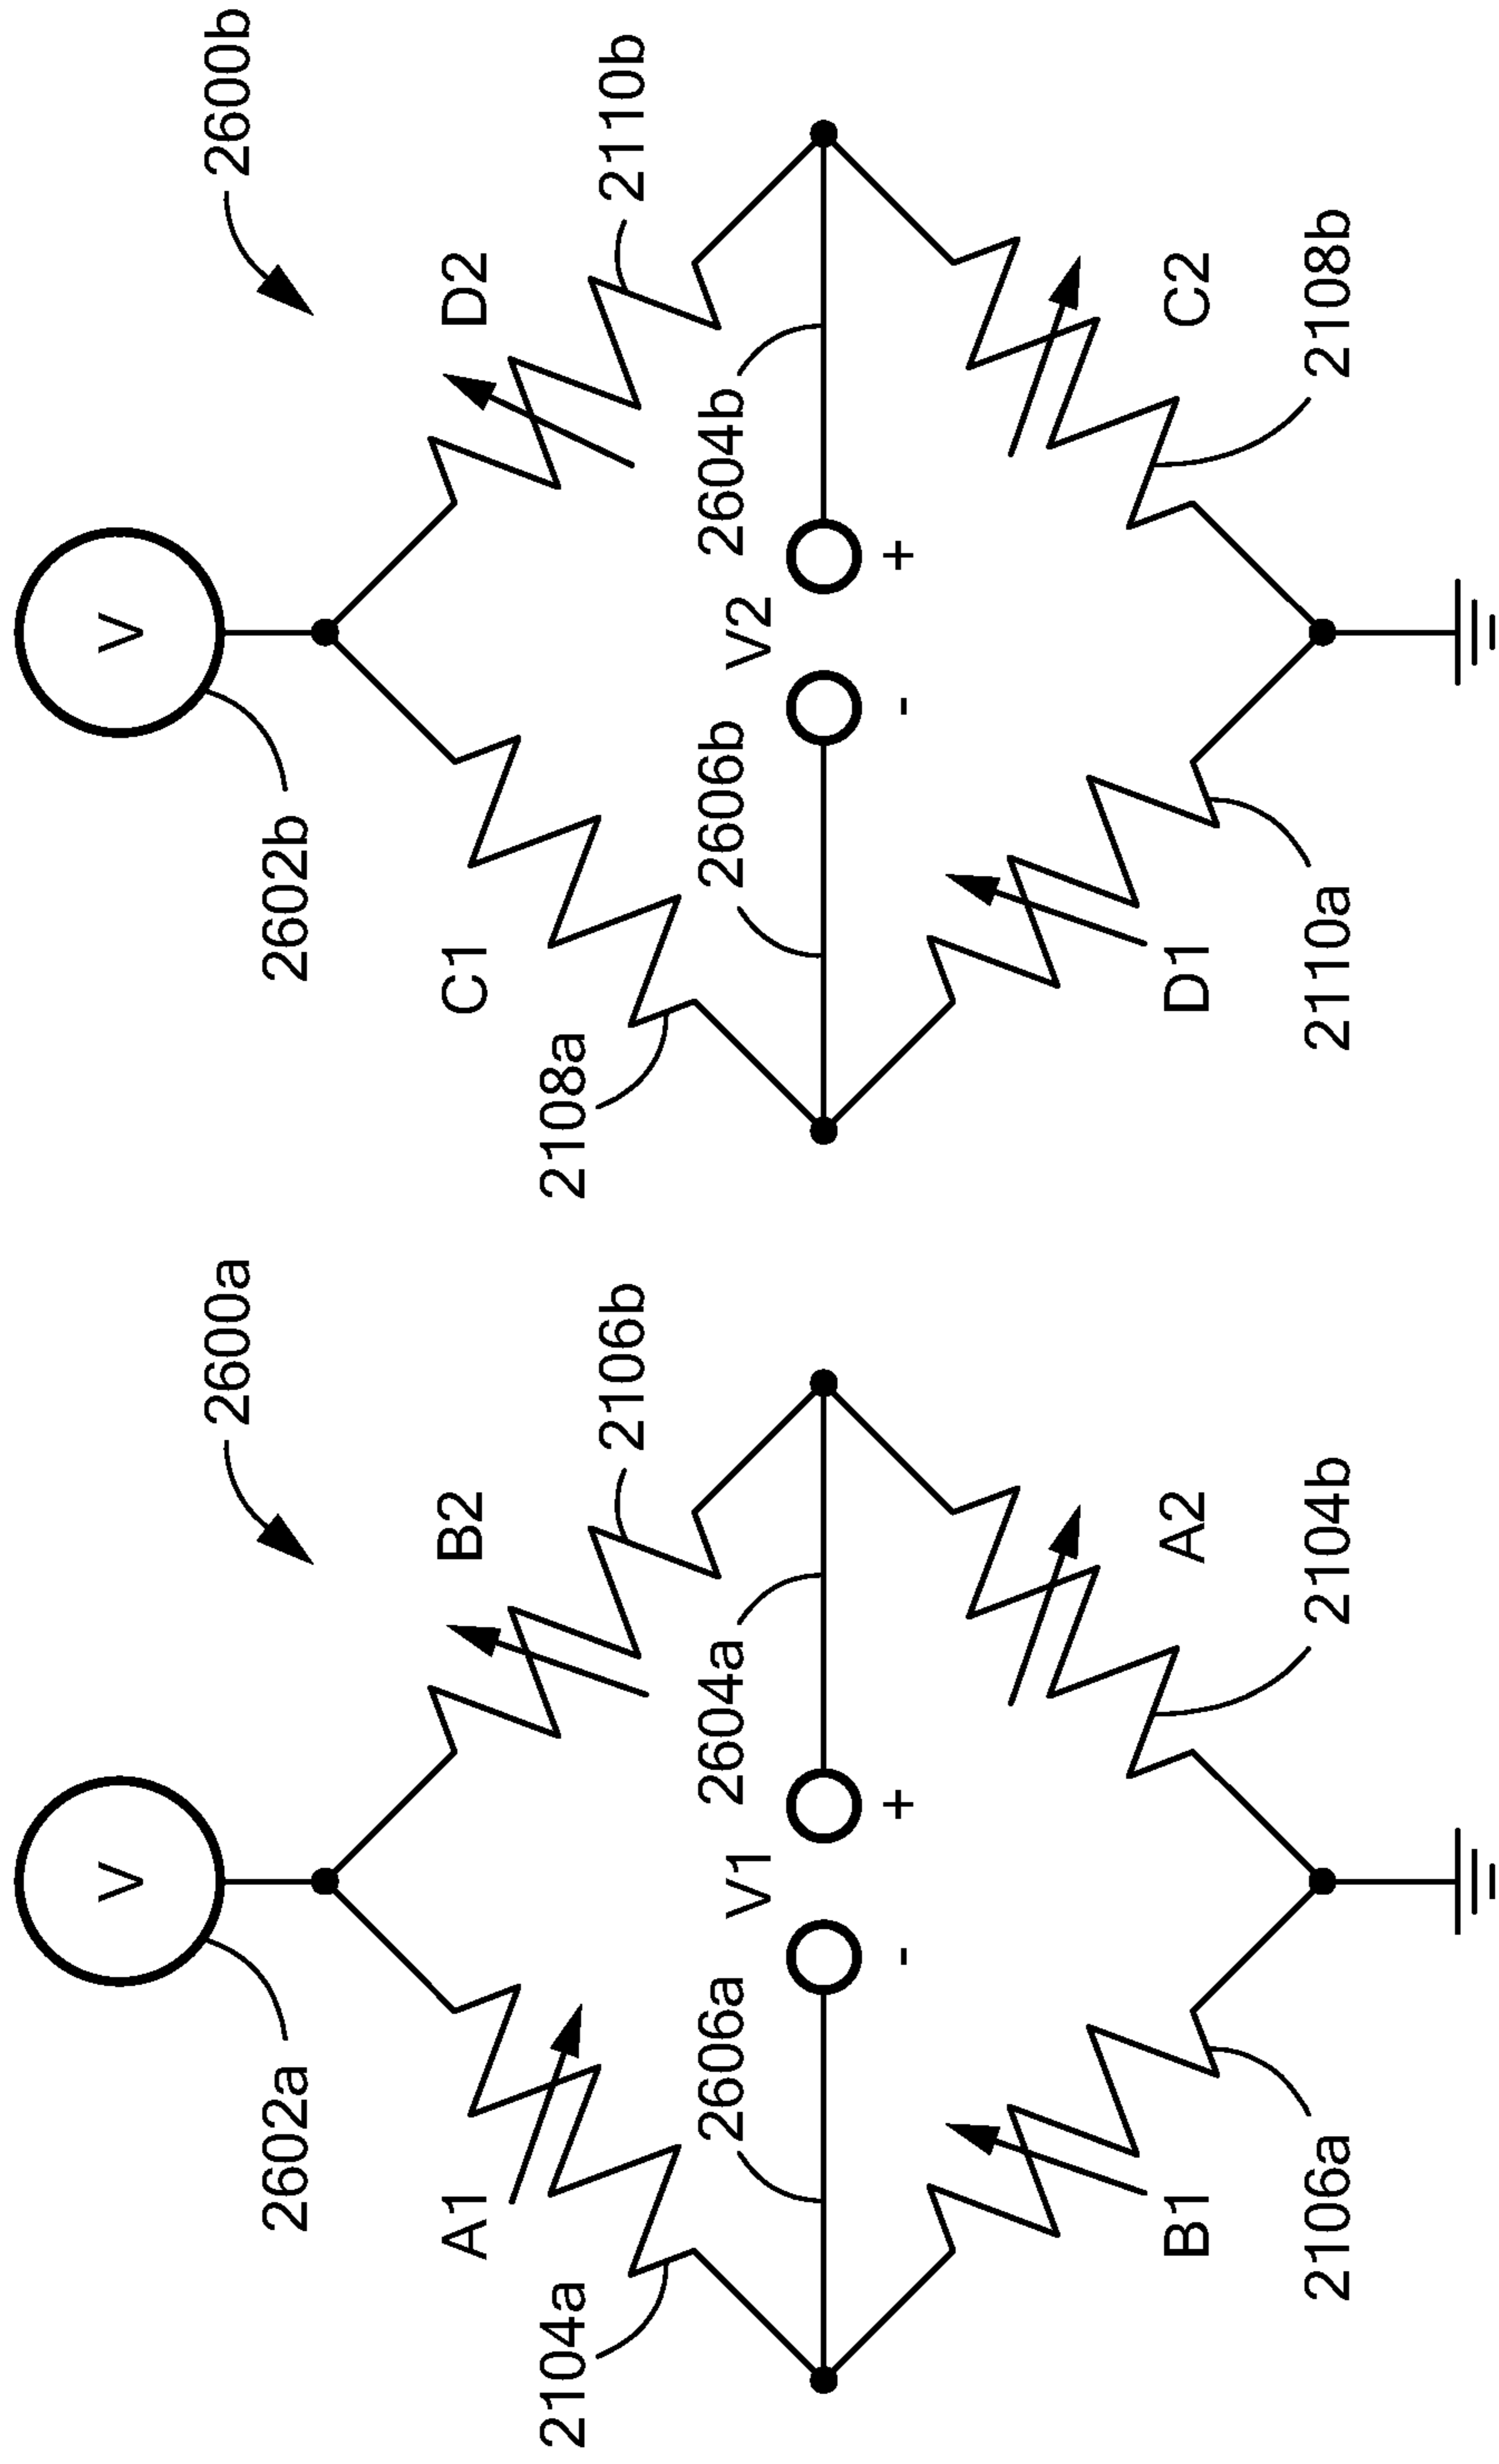 2600a
2600b
V
V
2602a
2602b
A1
B2
C1
D2
2104a
2106b
2108a
2110b
2606a
2604a
2606b
2604b
V1
V2
- +
- +
B1
A2
D1
C2
2106a
2104b
2110a
2108b